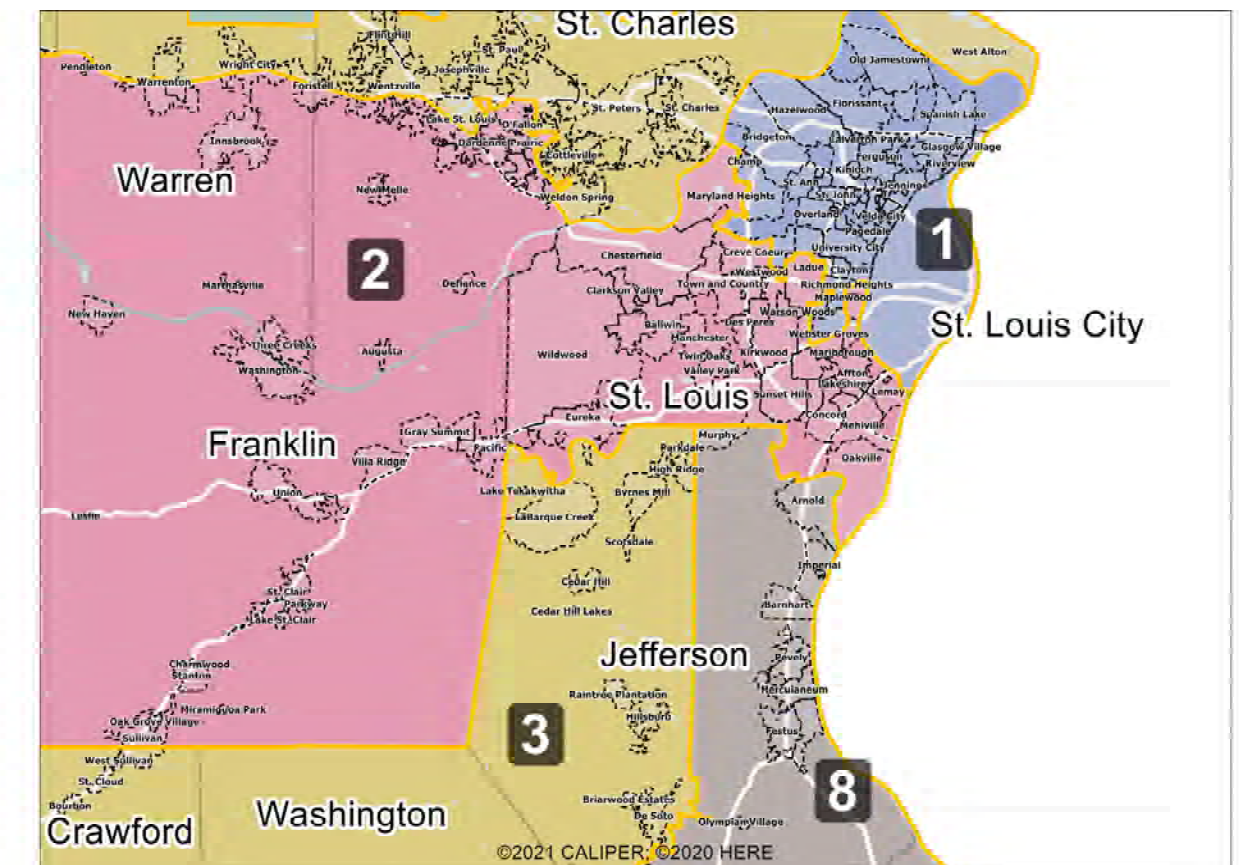 St. Charles
Flint Hill
St. Paul
West Alton
Old Jamestown
Pendleton
Wright City
Josephville
Warrenton
Foristell
Wentzville
St. Peters
St. Charles
Hazelwood
Florissant
Spanish Lake
Lake St. Louis
O'Fallon
Innsbrook
Dardenne Prairie
Bridgeton
Calverton Park
Glasgow Village
Cottleville
Champ
Ferguson
Riverview
Kinloch
Warren
New Melle
Weldon Spring
Maryland Heights
St. Ann
St. John
Jennings
Overland
Velda City
Pagedale
1
2
Chesterfield
Creve Coeur
University City
Marthasville
Defiance
Clarkson Valley
Westwood
Ladue
Clayton
Town and Country
Richmond Heights
Maplewood
New Haven
Warson Woods
St. Louis City
Ballwin
Des Peres
Manchester
Webster Groves
Three Creeks
Augusta
Wildwood
Twin Oaks
Kirkwood
Marlborough
Washington
Valley Park
Affton
Lakeshire
St. Louis
Sunset Hills
Lemay
Eureka
Concord
Mehlville
Franklin
Gray Summit
Pacific
Murphy
Parkdale
Villa Ridge
High Ridge
Oakville
Union
Lake Tekakwitha
Byrnes Mill
Arnold
Leslie
LaBarque Creek
Scotsdale
Imperial
St. Clair
Parkway
Cedar Hill
Barnhart
Lake St. Clair
Cedar Hill Lakes
Jefferson
Pevely
Charmwood
Stanton
Raintree Plantation
Herculaneum
Miramiguoa Park
Hillsboro
Oak Grove Village
Sullivan
3
Festus
West Sullivan
St. Cloud
8
Bourbon
Crawford
Washington
Briarwood Estates
De Soto
Olympian Village
©2021 CALIPER; ©2020 HERE